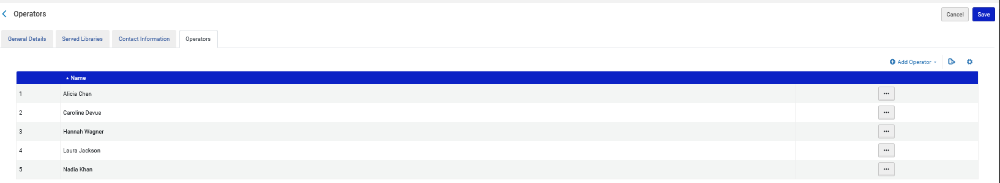 Operators
Cancel Save
General Details Served Libraries Contact Information Operators
Add Operator
Name
1 Alicia Chen
2 Caroline Devue
3 Hannah Wagner
4 Laura Jackson
5 Nadia Khan